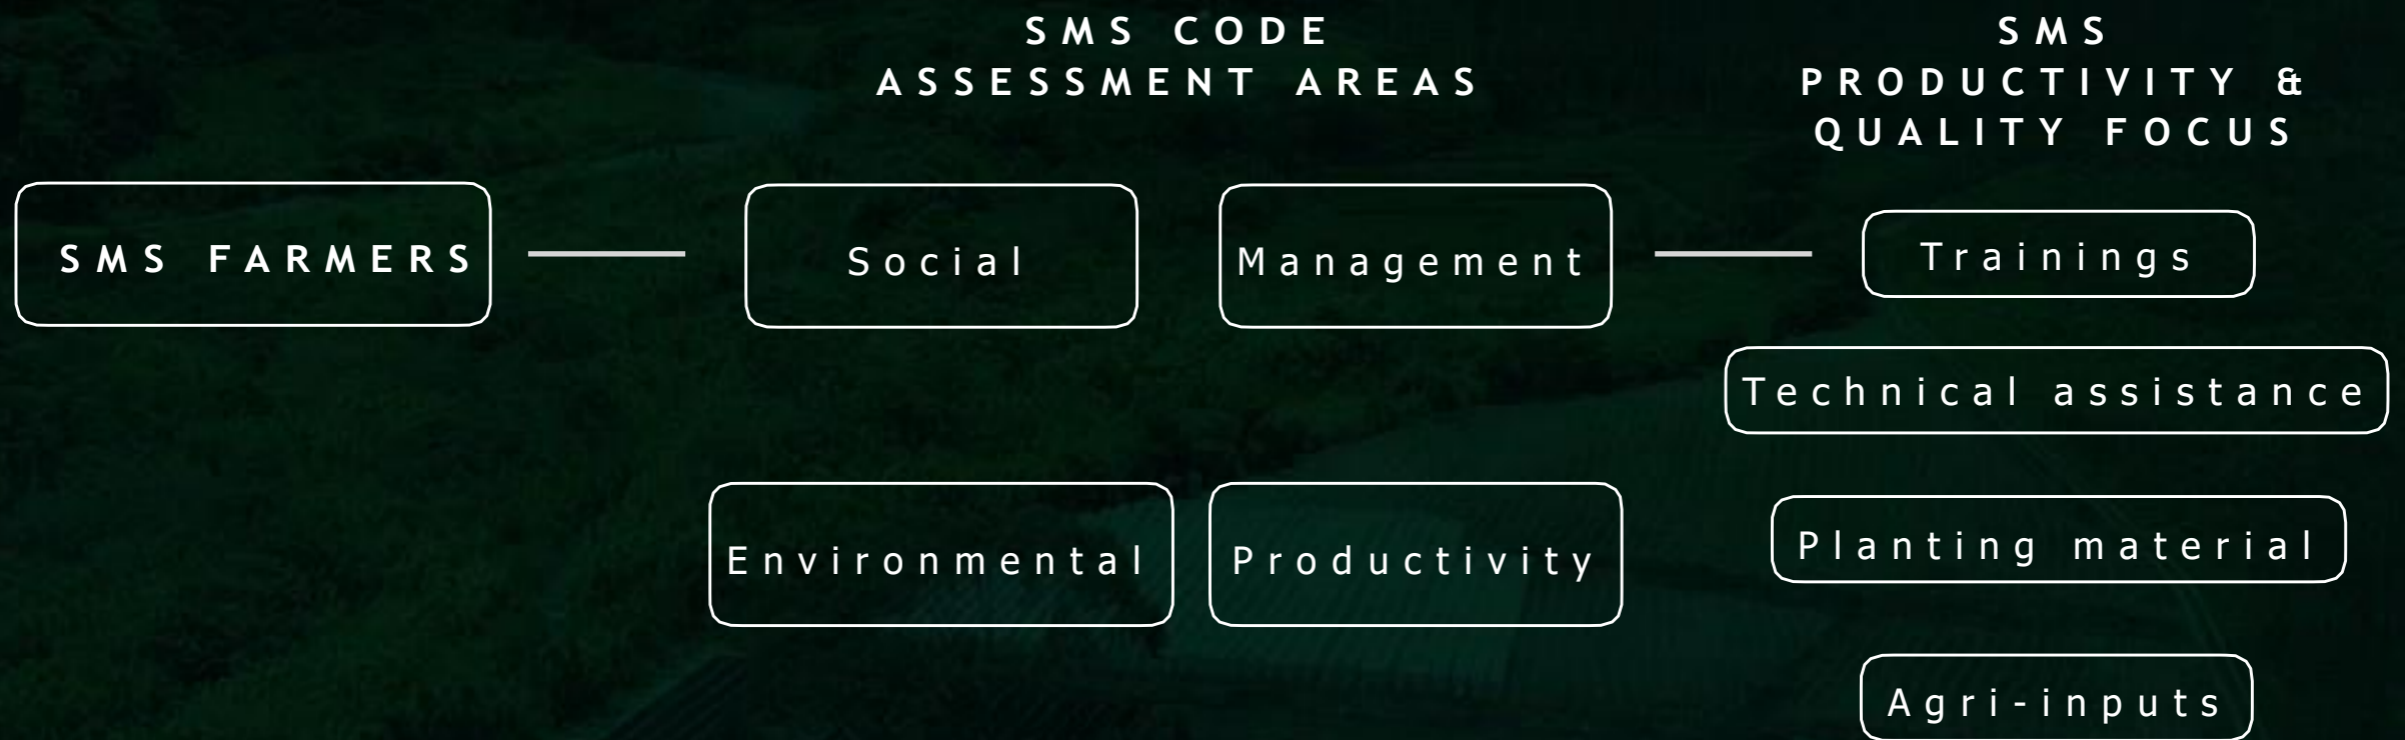 SMS CODE
ASSESSMENT AREAS
SMS
PRODUCTIVITY &
QUALITY FOCUS
SMS FARMERS
Social
Management
Trainings
Technical assistance
Environmental
Productivity
Planting material
Agri-inputs